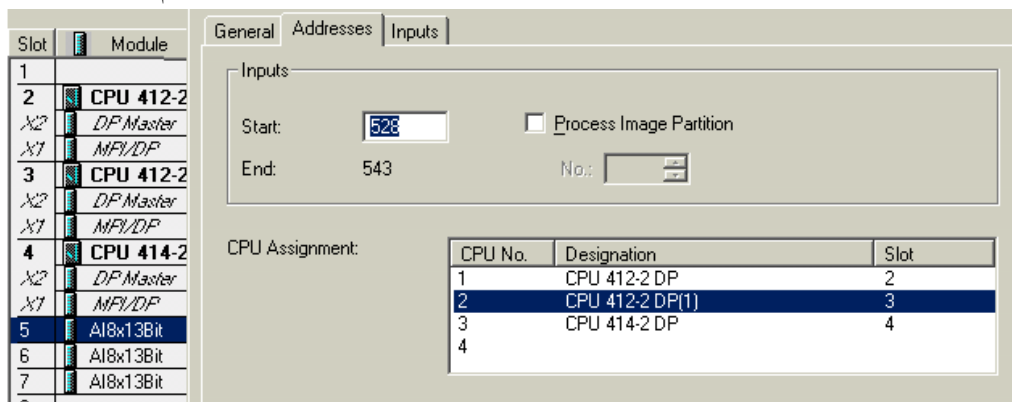 Slot Module
1
2 CPU 412-2
X2 DP Master
X1 MPI/DP
3 CPU 412-2
X2 DP Master
X1 MPI/DP
4 CPU 414-2
X2 DP Master
X1 MPI/DP
5 AI8x13Bit
6 AI8x13Bit
7 AI8x13Bit
General Addresses Inputs
Inputs
Start: 528 Process Image Partition
End: 543 No.:
CPU Assignment:
CPU No. Designation Slot
1 CPU 412-2 DP 2
2 CPU 412-2 DP(1) 3
3 CPU 414-2 DP 4
4